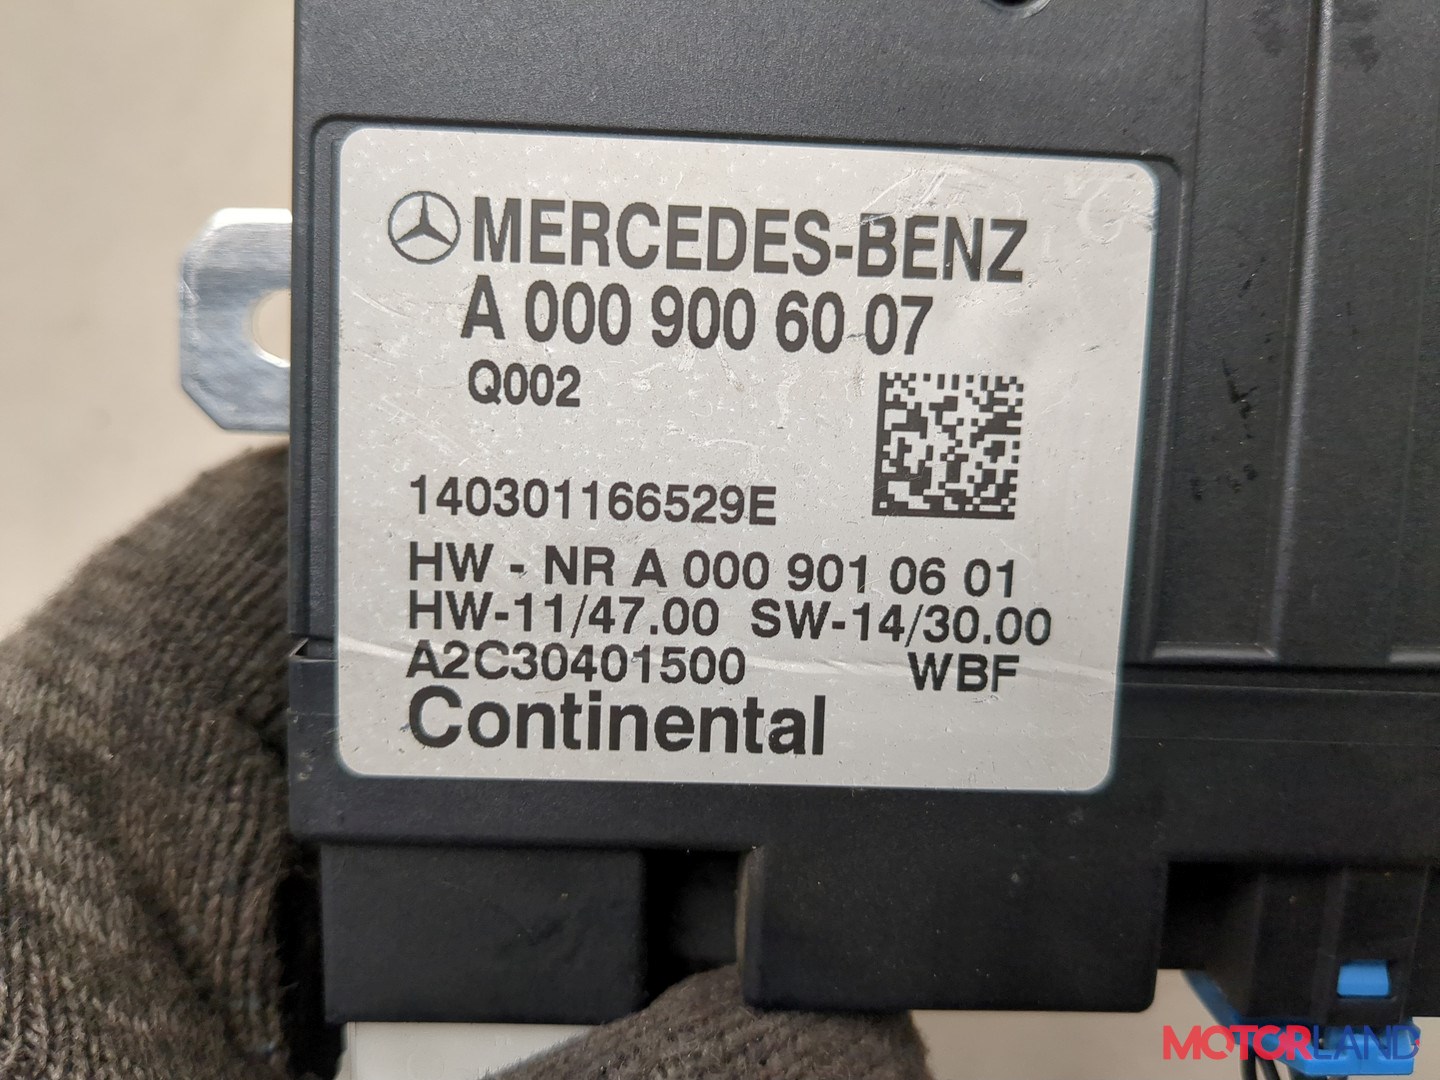 MERCEDES-BENZ
A 000 900 60 07
Q002
140301166529E
HW - NR A 000 901 06 01
HW-11/47.00 SW-14/30.00
A2C30401500 WBF
Continental
MOTORLAND